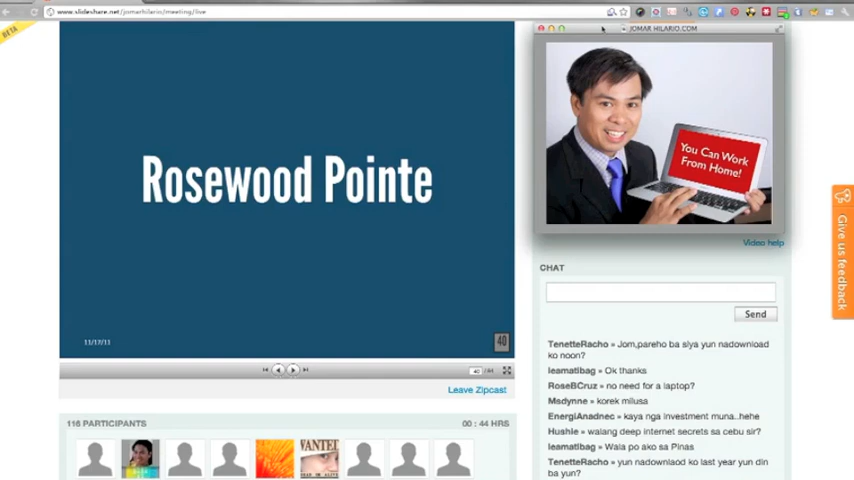 www.slideshare.net/jomarhilario/meeting/live
BETA
JOMAR HILARIO.COM
Rosewood Pointe
11/17/11
40
You Can Work
From Home!
Video help
Give us feedback
CHAT
Send
TenetteRacho » Jom,pareho ba siya yun nadownload
ko noon?
leamatibag » Ok thanks
RoseBCruz » no need for a laptop?
Msdynne » korek milusa
EnergiAnadnec » kaya nga investment muna..hehe
Hushle » walang deep internet secrets sa cebu sir?
leamatibag » Wala po ako sa Pinas
TenetteRacho » yun nadownlaod ko last year yun din
ba yun?
Leave Zipcast
116 PARTICIPANTS
00 : 44 HRS
WANTED